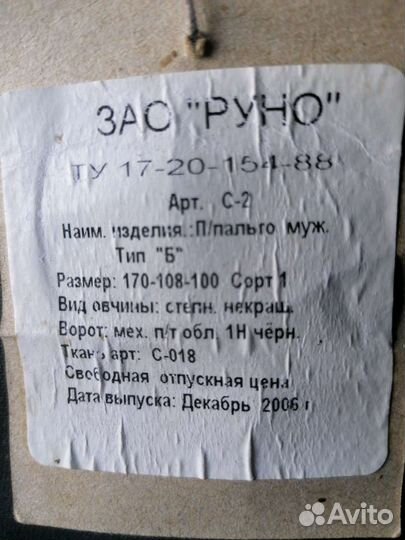 ЗАО "РУНО"
ТУ 17-20-154-88
Арт. С-2
Наим. изделия.:П/пальто муж.
Тип "Б"
Размер: 170-108-100 Сорт 1
Вид овчины: степн. некраш.
Ворот: мех. п/т обл. 1Н чёрн.
Ткань арт: С-018
Свободная отпускная цена
Дата выпуска: Декабрь 2006 г
Avito